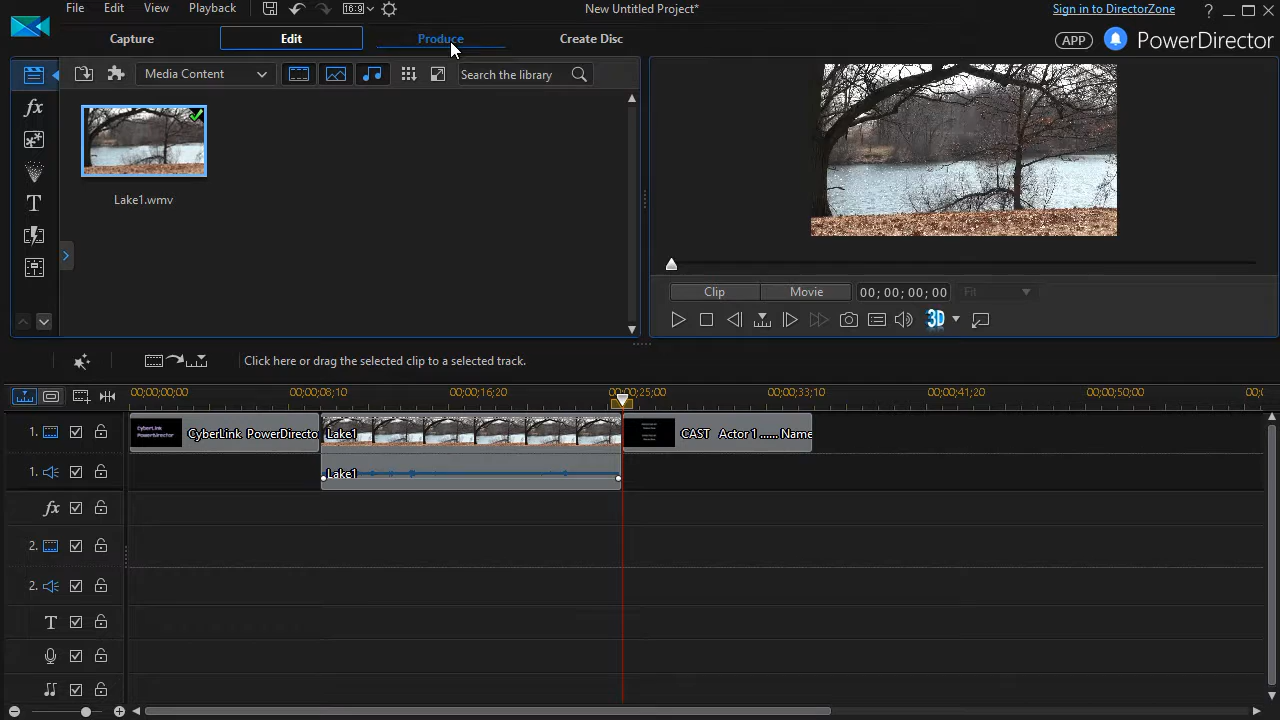 File Edit View Playback 16:9 New Untitled Project* Sign in to DirectorZone ?
Capture Edit Produce Create Disc APP PowerDirector
Media Content Search the library
fx
T
Lake1.wmv
Clip Movie 00; 00; 00; 00 Fit
3D
Click here or drag the selected clip to a selected track.
00;00;00;00 00;00;08;10 00;00;16;20 00;00;25;00 00;00;33;10 00;00;41;20 00;00;50;00 00;0
1. CyberLink PowerDirecto Lake1 CAST Actor 1 ...... Name
1. Lake1
fx
2.
2.
T